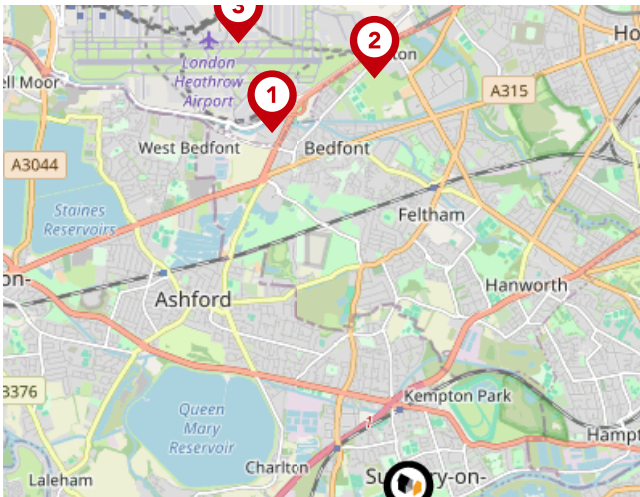 3
Ho
2
ton
ell Moor
London
Heathrow
Airport
1
A315
West Bedfont
Bedfont
A3044
Staines
Reservoirs
Feltham
on-
Ashford
Hanworth
3376
Queen
Mary
Reservoir
Kempton Park
1
Hampt
Charlton
Su
ry-on-
Laleham